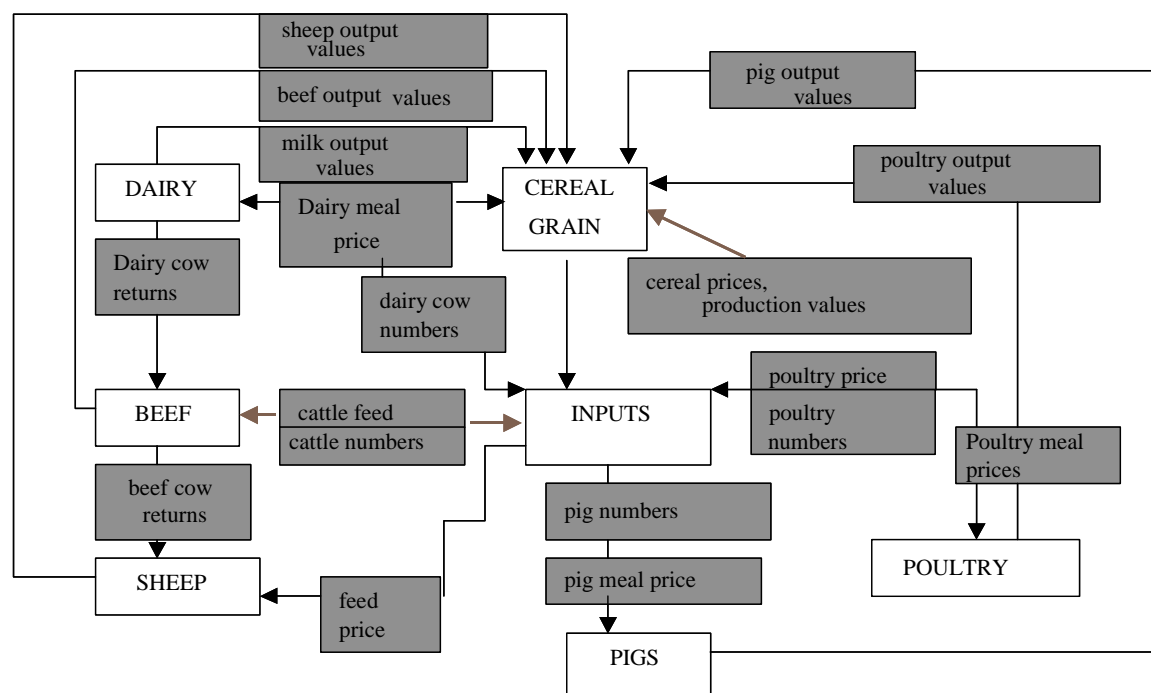 sheep output
values
pig output
values
beef output values
milk output
values
poultry output
values
DAIRY
CEREAL
GRAIN
Dairy meal
price
Dairy cow
returns
cereal prices,
production values
dairy cow
numbers
poultry price
poultry
numbers
BEEF
cattle feed
cattle numbers
INPUTS
Poultry meal
prices
beef cow
returns
pig numbers
POULTRY
SHEEP
pig meal price
feed
price
PIGS